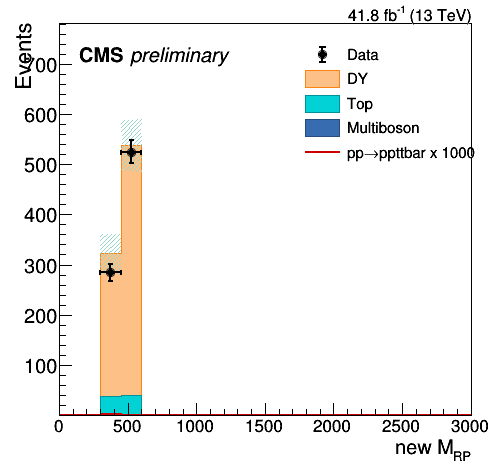 41.8 fb⁻¹ (13 TeV)
Events
CMS preliminary
Data
DY
Top
Multiboson
pp→ppttbar x 1000
700
600
500
400
300
200
100
0 500 1000 1500 2000 2500 3000
new M_RP